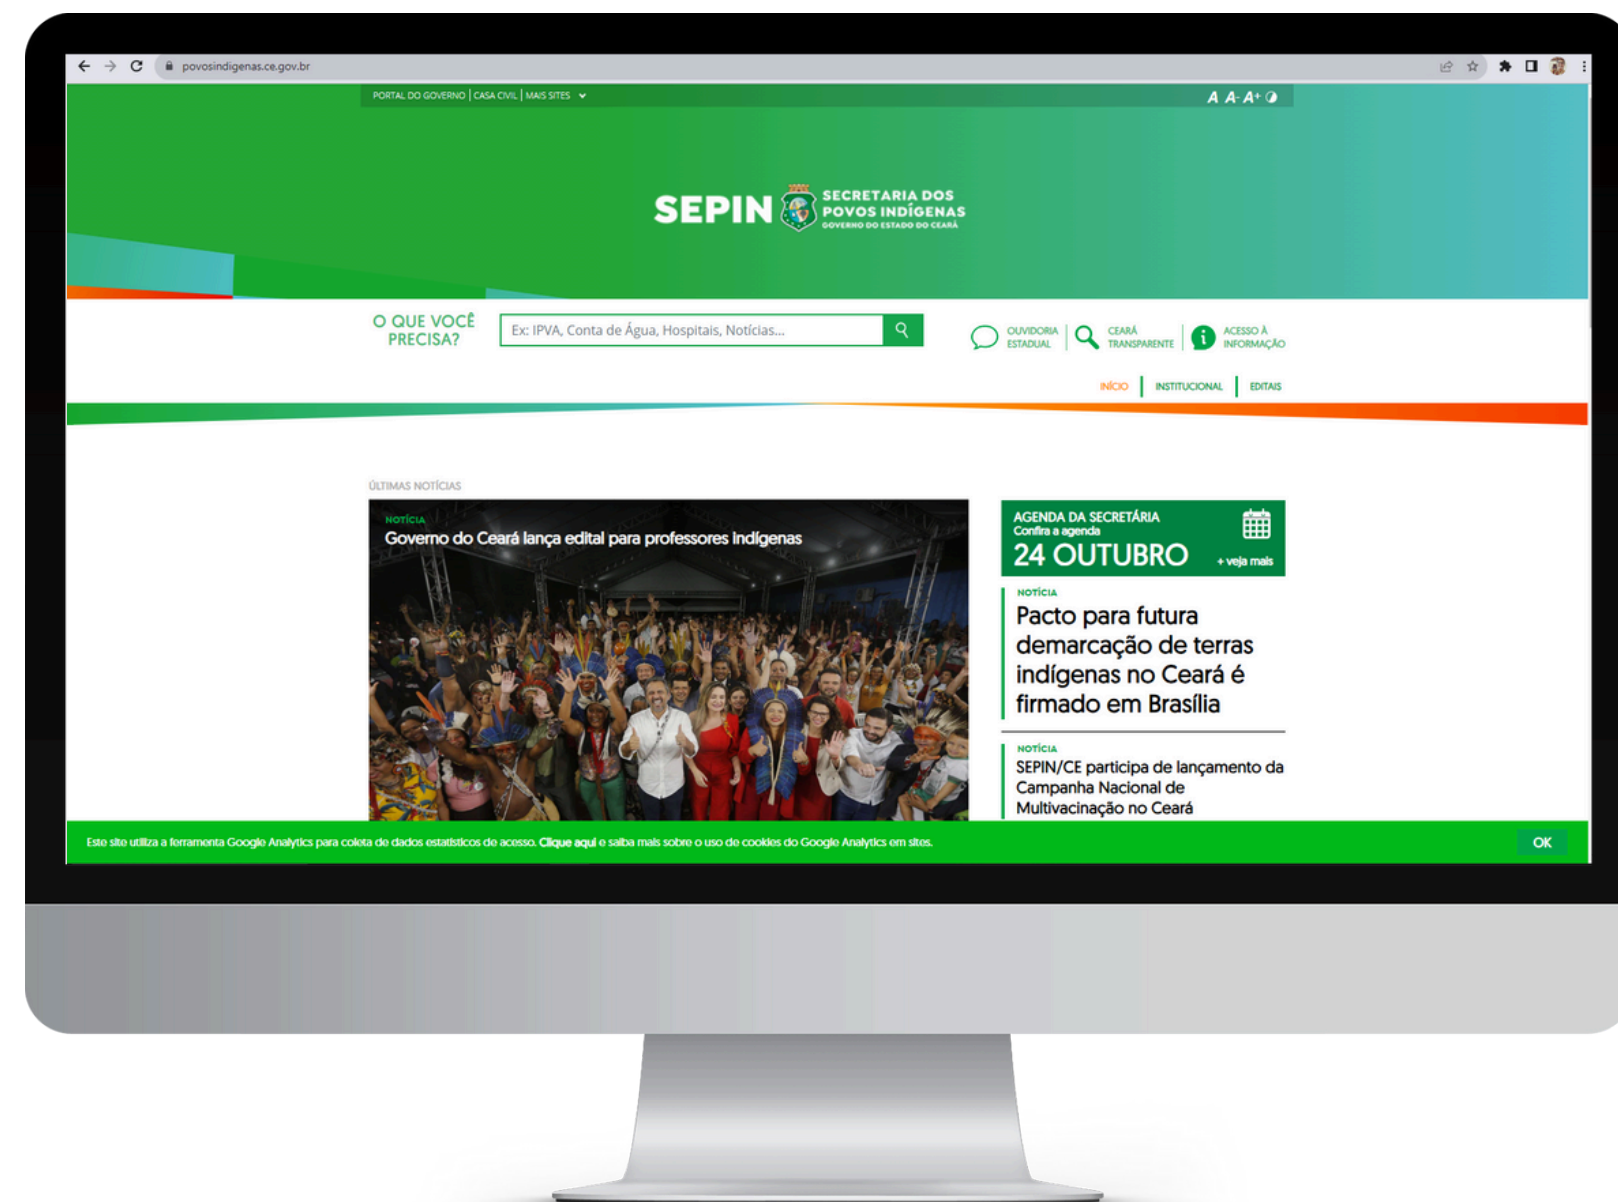 povosindigenas.ce.gov.br
PORTAL DO GOVERNO | CASA CIVIL | MAIS SITES
A A- A+
SEPIN
SECRETARIA DOS
POVOS INDÍGENAS
GOVERNO DO ESTADO DO CEARÁ
O QUE VOCÊ
PRECISA?
Ex: IPVA, Conta de Água, Hospitais, Notícias...
OUVIDORIA
ESTADUAL
CEARÁ
TRANSPARENTE
ACESSO À
INFORMAÇÃO
INÍCIO
INSTITUCIONAL
EDITAIS
ÚLTIMAS NOTÍCIAS
NOTÍCIA
Governo do Ceará lança edital para professores indígenas
AGENDA DA SECRETÁRIA
Confira a agenda
24 OUTUBRO
+ veja mais
NOTÍCIA
Pacto para futura
demarcação de terras
indígenas no Ceará é
firmado em Brasília
NOTÍCIA
SEPIN/CE participa de lançamento da
Campanha Nacional de
Multivacinação no Ceará
Este site utiliza a ferramenta Google Analytics para coleta de dados estatísticos de acesso. Clique aqui e saiba mais sobre o uso de cookies do Google Analytics em sites.
OK